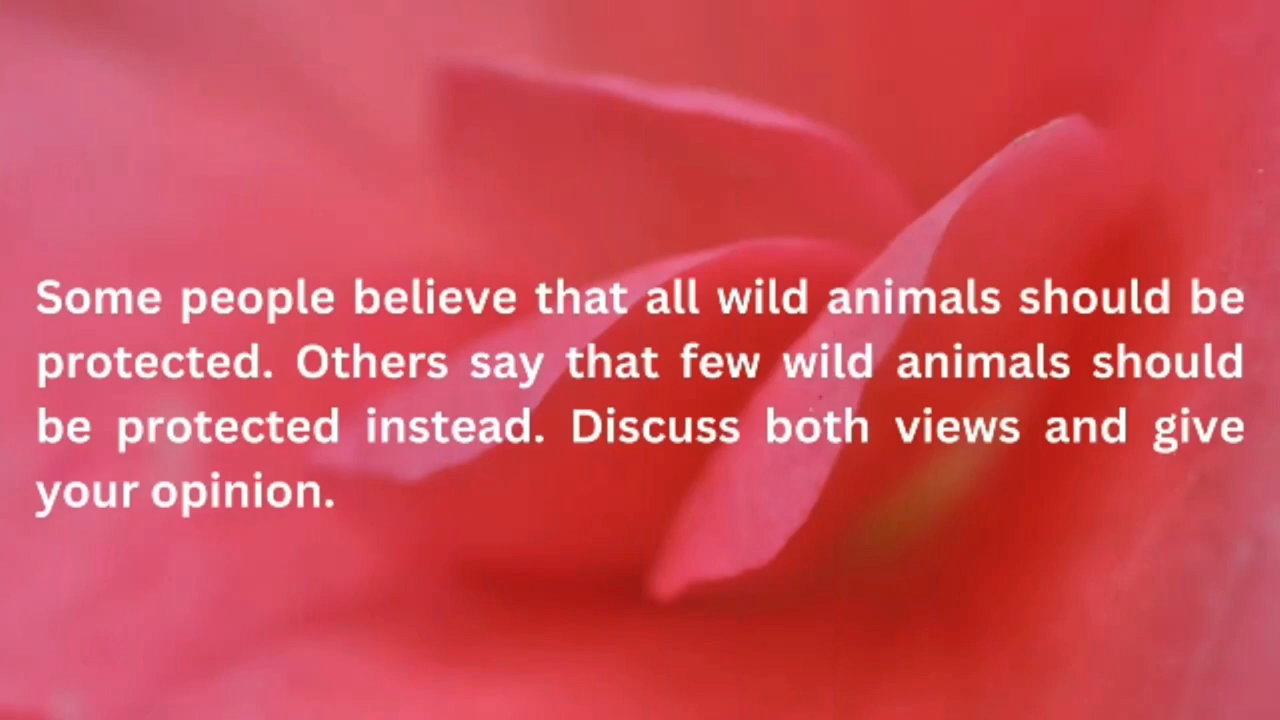 Some people believe that all wild animals should be
protected. Others say that few wild animals should
be protected instead. Discuss both views and give
your opinion.